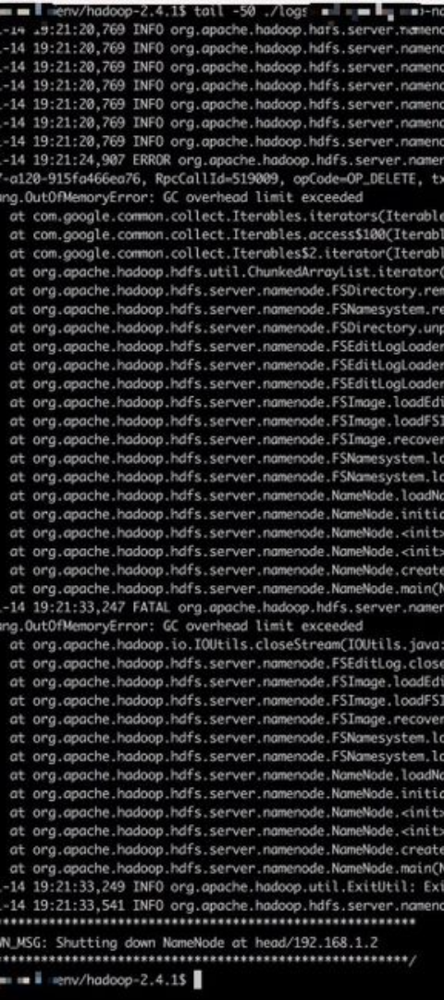 env/hadoop-2.4.1$ tail -50 ./logs
-14 19:21:20,769 INFO org.apache.hadoop.hdfs.server.nameno
-14 19:21:20,769 INFO org.apache.hadoop.hdfs.server.nameno
-14 19:21:20,769 INFO org.apache.hadoop.hdfs.server.nameno
-14 19:21:20,769 INFO org.apache.hadoop.hdfs.server.nameno
-14 19:21:20,769 INFO org.apache.hadoop.hdfs.server.nameno
-14 19:21:20,769 INFO org.apache.hadoop.hdfs.server.nameno
-14 19:21:20,769 INFO org.apache.hadoop.hdfs.server.nameno
-14 19:21:24,907 ERROR org.apache.hadoop.hdfs.server.namen
-a120-915fa466ea76, RpcCallId=519009, opCode=OP_DELETE, tx
ang.OutOfMemoryError: GC overhead limit exceeded
at com.google.common.collect.Iterables.iterators(Iterabl
at com.google.common.collect.Iterables.access$100(Iterabl
at com.google.common.collect.Iterables$2.iterator(Iterabl
at org.apache.hadoop.hdfs.util.ChunkedArrayList.iterator(
at org.apache.hadoop.hdfs.server.namenode.FSDirectory.rem
at org.apache.hadoop.hdfs.server.namenode.FSNamesystem.re
at org.apache.hadoop.hdfs.server.namenode.FSDirectory.unp
at org.apache.hadoop.hdfs.server.namenode.FSEditLogLoader
at org.apache.hadoop.hdfs.server.namenode.FSEditLogLoader
at org.apache.hadoop.hdfs.server.namenode.FSEditLogLoader
at org.apache.hadoop.hdfs.server.namenode.FSImage.loadEdi
at org.apache.hadoop.hdfs.server.namenode.FSImage.loadFSI
at org.apache.hadoop.hdfs.server.namenode.FSImage.recover
at org.apache.hadoop.hdfs.server.namenode.FSNamesystem.lo
at org.apache.hadoop.hdfs.server.namenode.FSNamesystem.lo
at org.apache.hadoop.hdfs.server.namenode.NameNode.loadNa
at org.apache.hadoop.hdfs.server.namenode.NameNode.initia
at org.apache.hadoop.hdfs.server.namenode.NameNode.<init>
at org.apache.hadoop.hdfs.server.namenode.NameNode.<init>
at org.apache.hadoop.hdfs.server.namenode.NameNode.create
at org.apache.hadoop.hdfs.server.namenode.NameNode.main(N
-14 19:21:33,247 FATAL org.apache.hadoop.hdfs.server.namen
ang.OutOfMemoryError: GC overhead limit exceeded
at org.apache.hadoop.io.IOUtils.closeStream(IOUtils.java:
at org.apache.hadoop.hdfs.server.namenode.FSEditLog.close
at org.apache.hadoop.hdfs.server.namenode.FSImage.loadEdi
at org.apache.hadoop.hdfs.server.namenode.FSImage.loadFSI
at org.apache.hadoop.hdfs.server.namenode.FSImage.recover
at org.apache.hadoop.hdfs.server.namenode.FSNamesystem.lo
at org.apache.hadoop.hdfs.server.namenode.FSNamesystem.lo
at org.apache.hadoop.hdfs.server.namenode.NameNode.loadNa
at org.apache.hadoop.hdfs.server.namenode.NameNode.initia
at org.apache.hadoop.hdfs.server.namenode.NameNode.<init>
at org.apache.hadoop.hdfs.server.namenode.NameNode.<init>
at org.apache.hadoop.hdfs.server.namenode.NameNode.create
at org.apache.hadoop.hdfs.server.namenode.NameNode.main(N
-14 19:21:33,249 INFO org.apache.hadoop.util.ExitUtil: Exi
-14 19:21:33,541 INFO org.apache.hadoop.hdfs.server.nameno
************************************************************
WN_MSG: Shutting down NameNode at head/192.168.1.2
************************************************************/
env/hadoop-2.4.1$